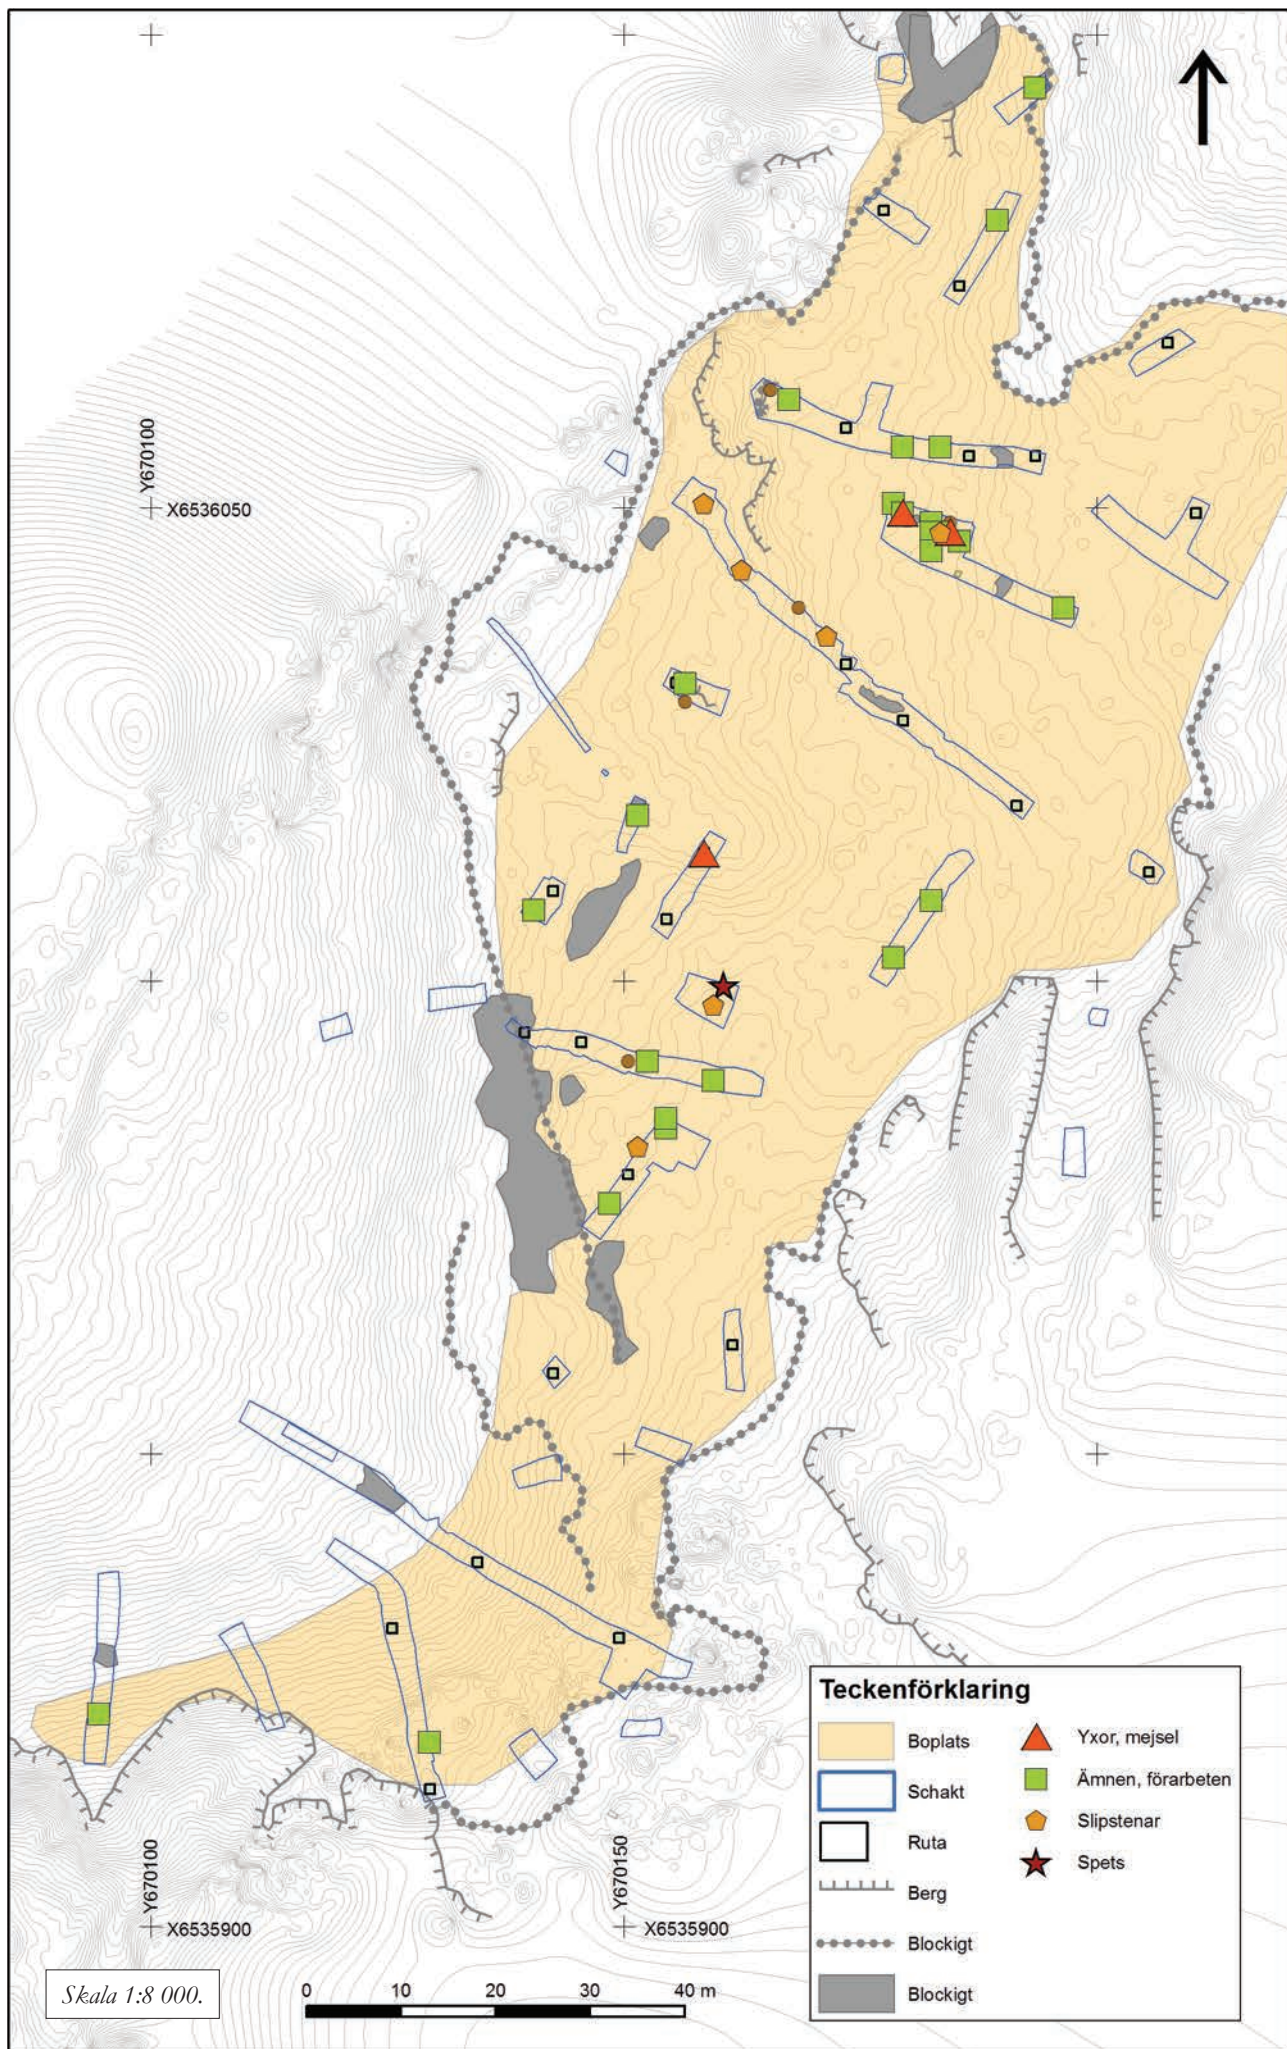 Y670100
X6536050
Teckenförklaring
Boplats
Schakt
Ruta
Berg
Blockigt
Blockigt
Yxor, mejsel
Ämnen, förarbeten
Slipstenar
Spets
Y670100
X6535900
Y670150
X6535900
Skala 1:8 000.
0 10 20 30 40 m